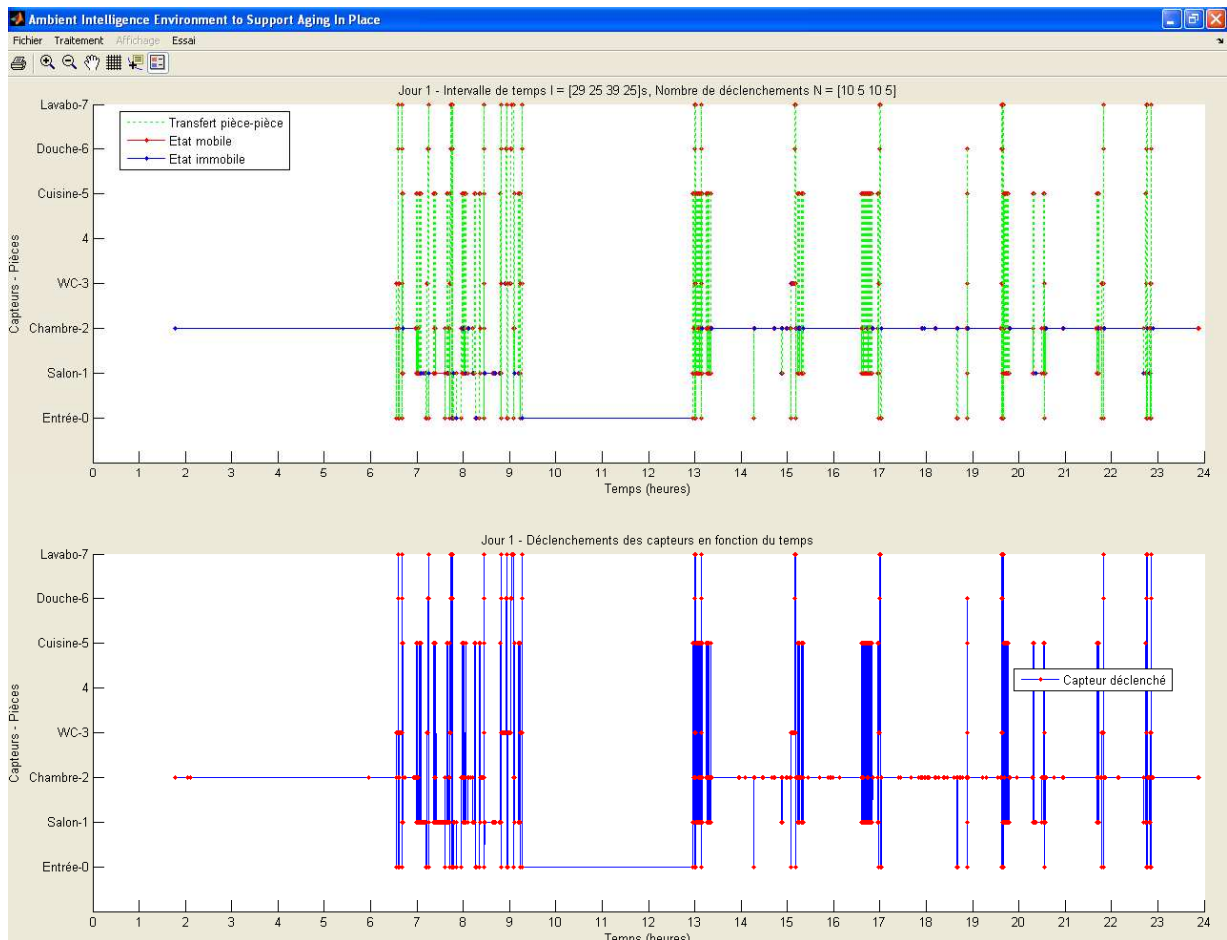 Ambient Intelligence Environment to Support Aging In Place
Fichier Traitement Affichage Essai
Jour 1 - Intervalle de temps I = [29 25 39 25]s, Nombre de déclenchements N = [10 5 10 5]
Transfert pièce-pièce
Etat mobile
Etat immobile
Capteurs - Pièces
Lavabo-7
Douche-6
Cuisine-5
4
WC-3
Chambre-2
Salon-1
Entrée-0
0 1 2 3 4 5 6 7 8 9 10 11 12 13 14 15 16 17 18 19 20 21 22 23 24
Temps (heures)
Jour 1 - Déclenchements des capteurs en fonction du temps
Capteur déclenché
Capteurs - Pièces
Lavabo-7
Douche-6
Cuisine-5
4
WC-3
Chambre-2
Salon-1
Entrée-0
0 1 2 3 4 5 6 7 8 9 10 11 12 13 14 15 16 17 18 19 20 21 22 23 24
Temps (heures)